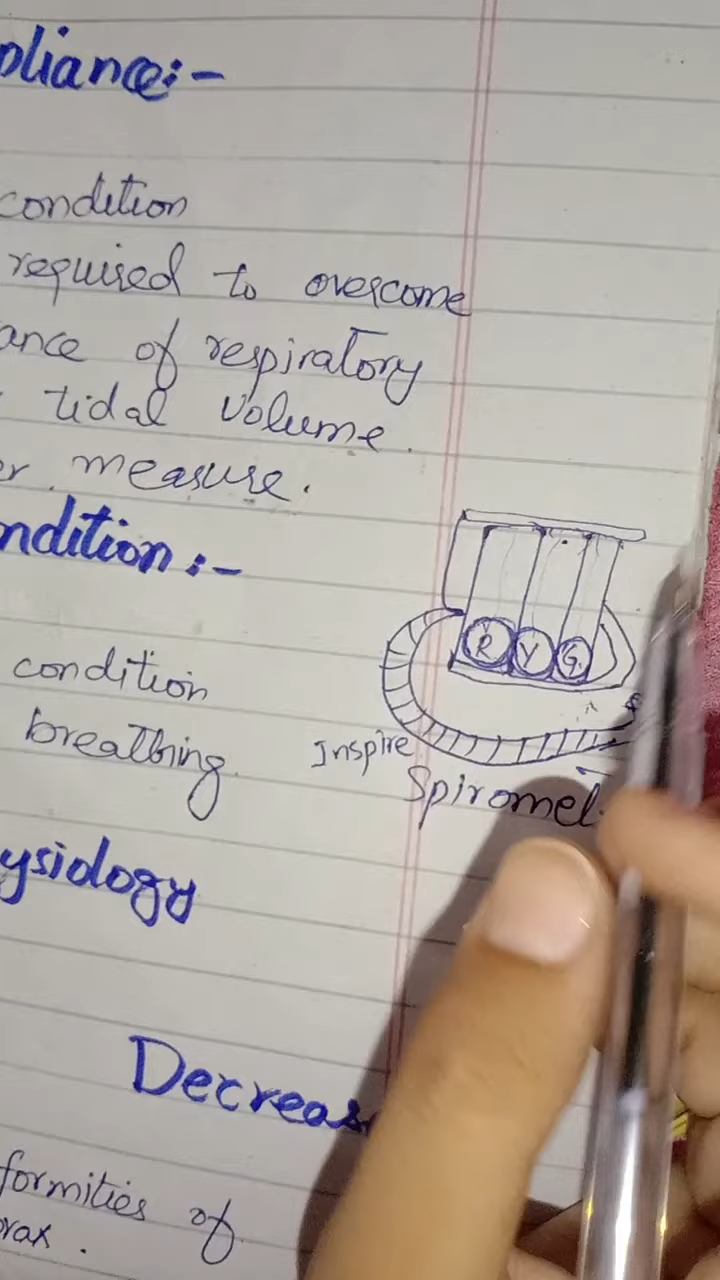 pliance:-
condition
required to overcome
ance of respiratory
tidal volume.
er measure.
ndition :-
condition
breathing.
R Y G
Inspire
Spiromet
ysiology
Decreas
formities of
rax.